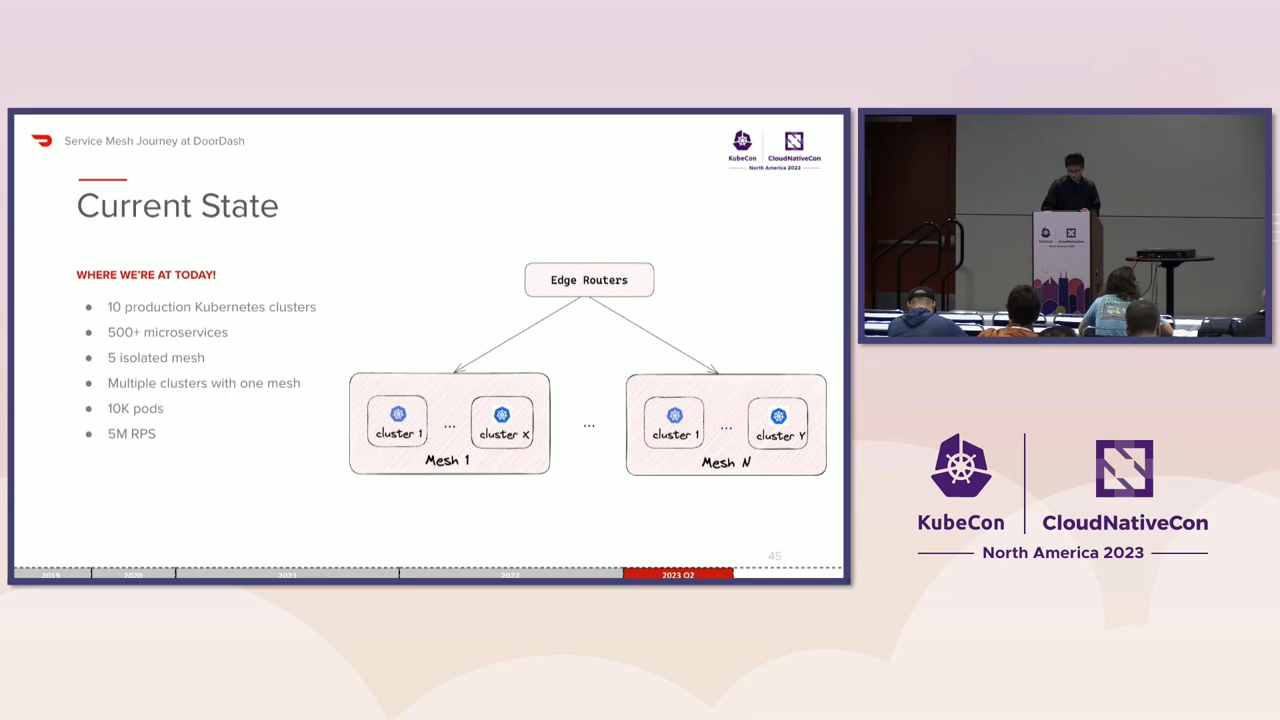 Service Mesh Journey at DoorDash
KubeCon
CloudNativeCon
North America 2023
Current State
WHERE WE'RE AT TODAY!
● 10 production Kubernetes clusters
● 500+ microservices
● 5 isolated mesh
● Multiple clusters with one mesh
● 10K pods
● 5M RPS
Edge Routers
cluster 1
...
cluster X
Mesh 1
...
cluster 1
...
cluster Y
Mesh N
45
2019
2020
2021
2022
2023 Q2
KubeCon
CloudNativeCon
North America 2023